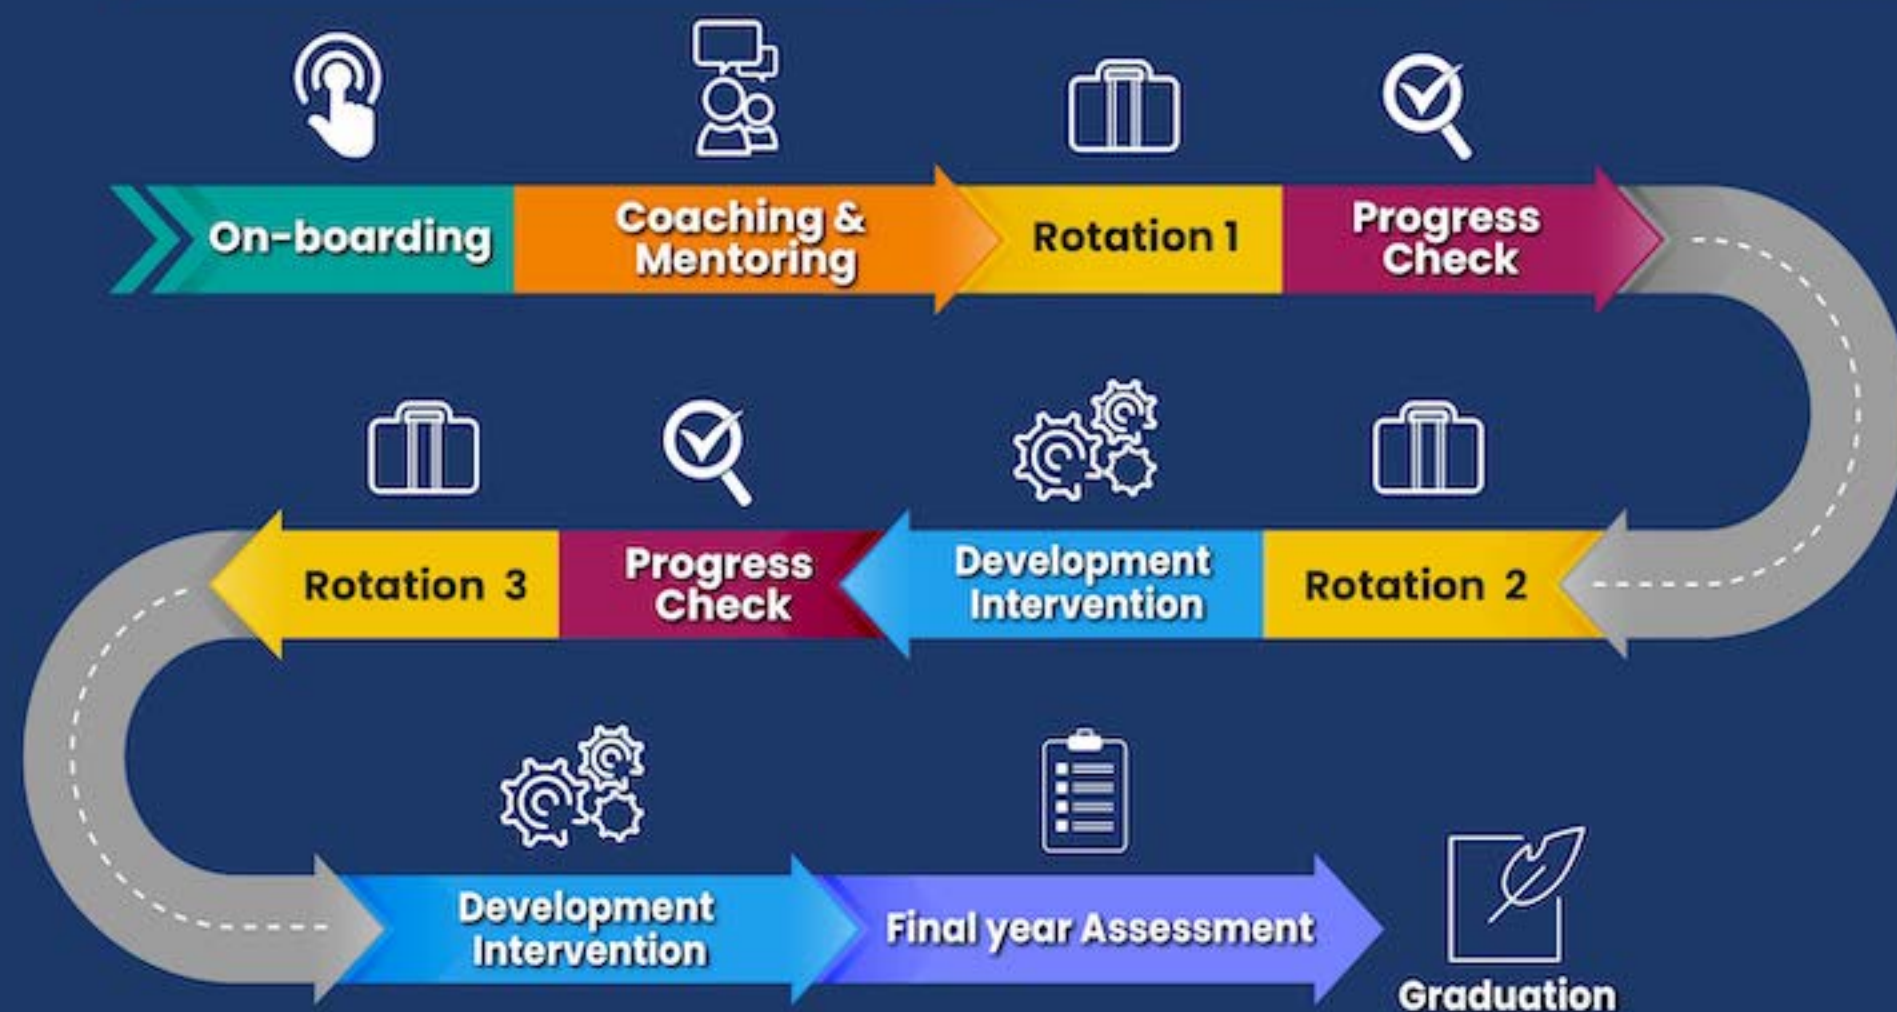 On-boarding
Coaching &
Mentoring
Rotation 1
Progress
Check
Rotation 2
Development
Intervention
Progress
Check
Rotation 3
Development
Intervention
Final year Assessment
Graduation